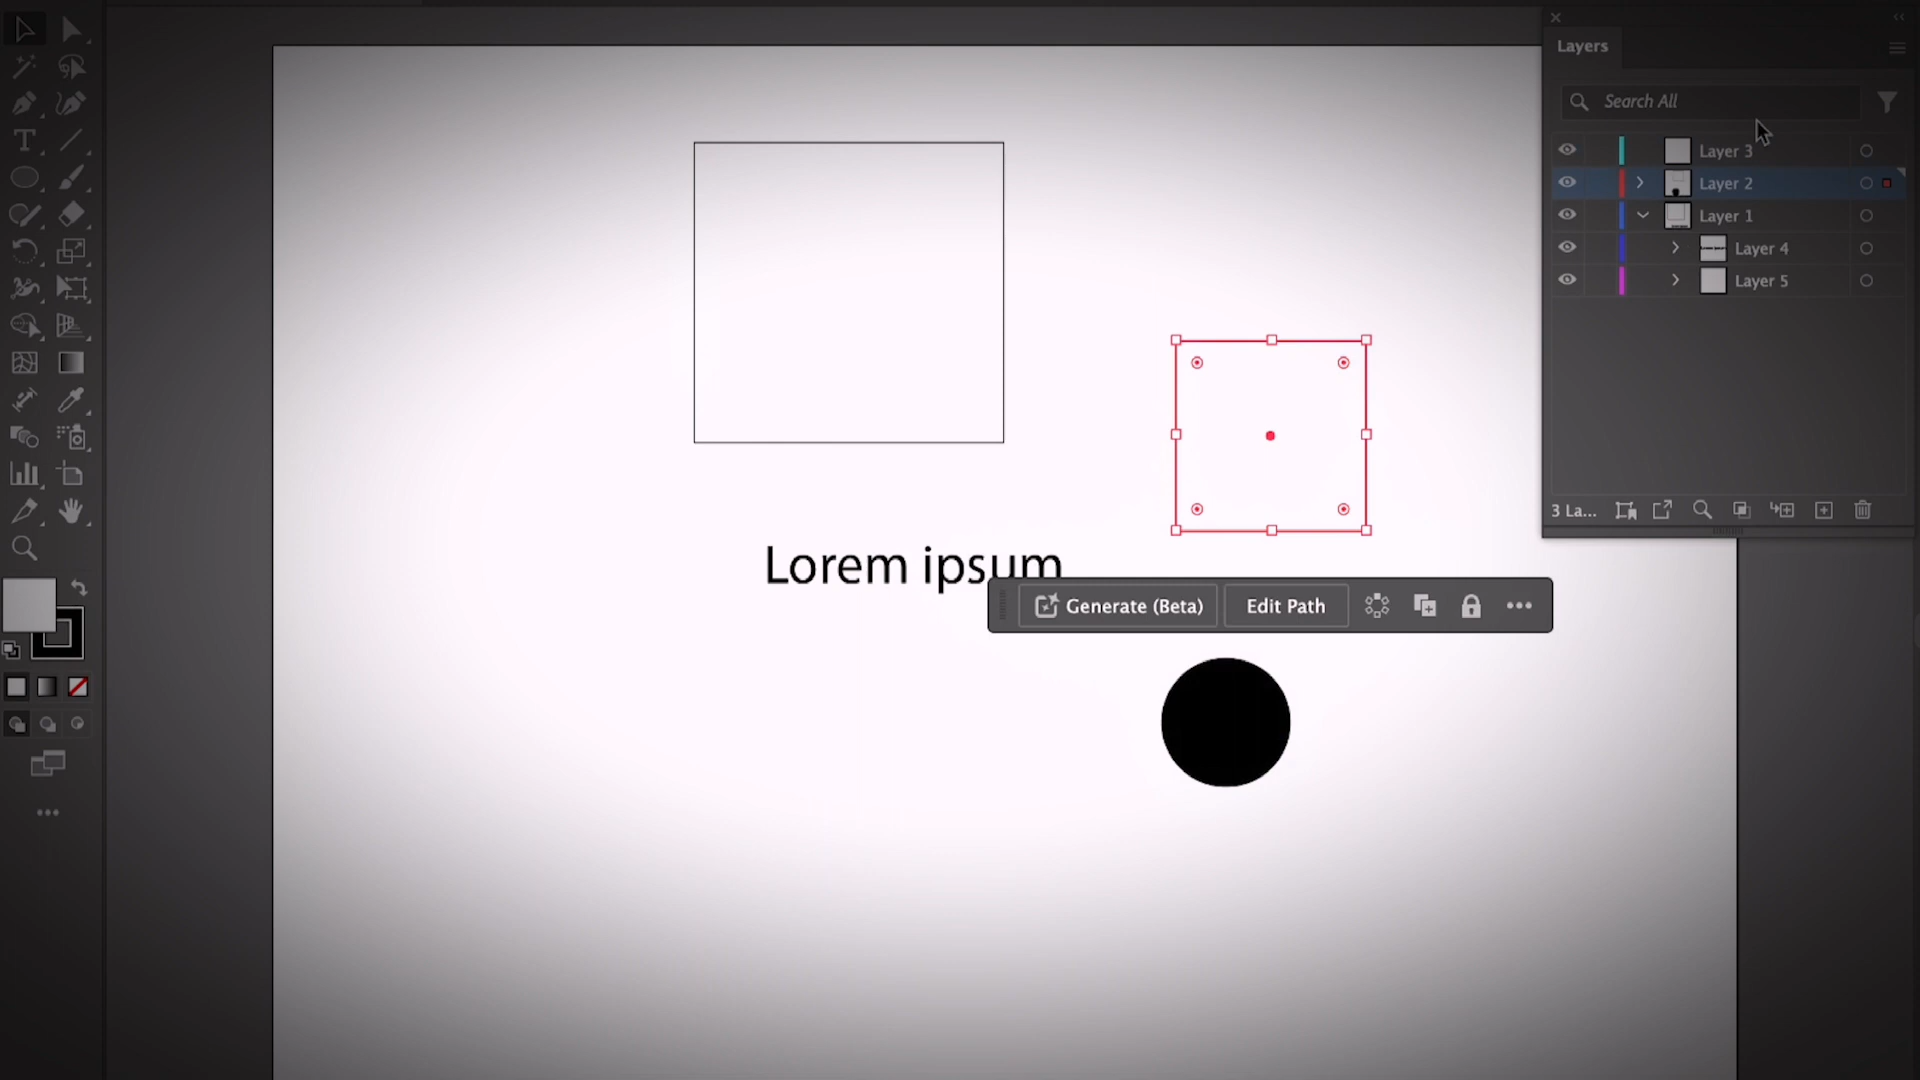 Layers
Search All
Layer 3
Layer 2
Layer 1
Layer 4
Layer 5
3 La...
Lorem ipsum
Generate (Beta)
Edit Path